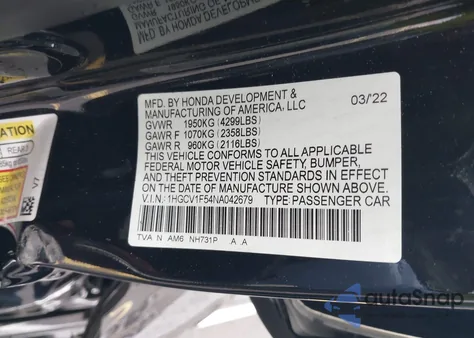 MFD. BY HONDA DEVELOPMENT &
MANUFACTURING OF AMERICA, LLC 03/22
GVWR 1950KG (4299LBS)
GAWR F 1070KG (2358LBS)
GAWR R 960KG (2116LBS)
THIS VEHICLE CONFORMS TO ALL APPLICABLE
FEDERAL MOTOR VEHICLE SAFETY, BUMPER,
AND THEFT PREVENTION STANDARDS IN EFFECT
ON THE DATE OF MANUFACTURE SHOWN ABOVE.
V.I.N.: 1HGCV1F54NA042679 TYPE: PASSENGER CAR
TVA N AM6 NH731P A .A
V7
autoSnap